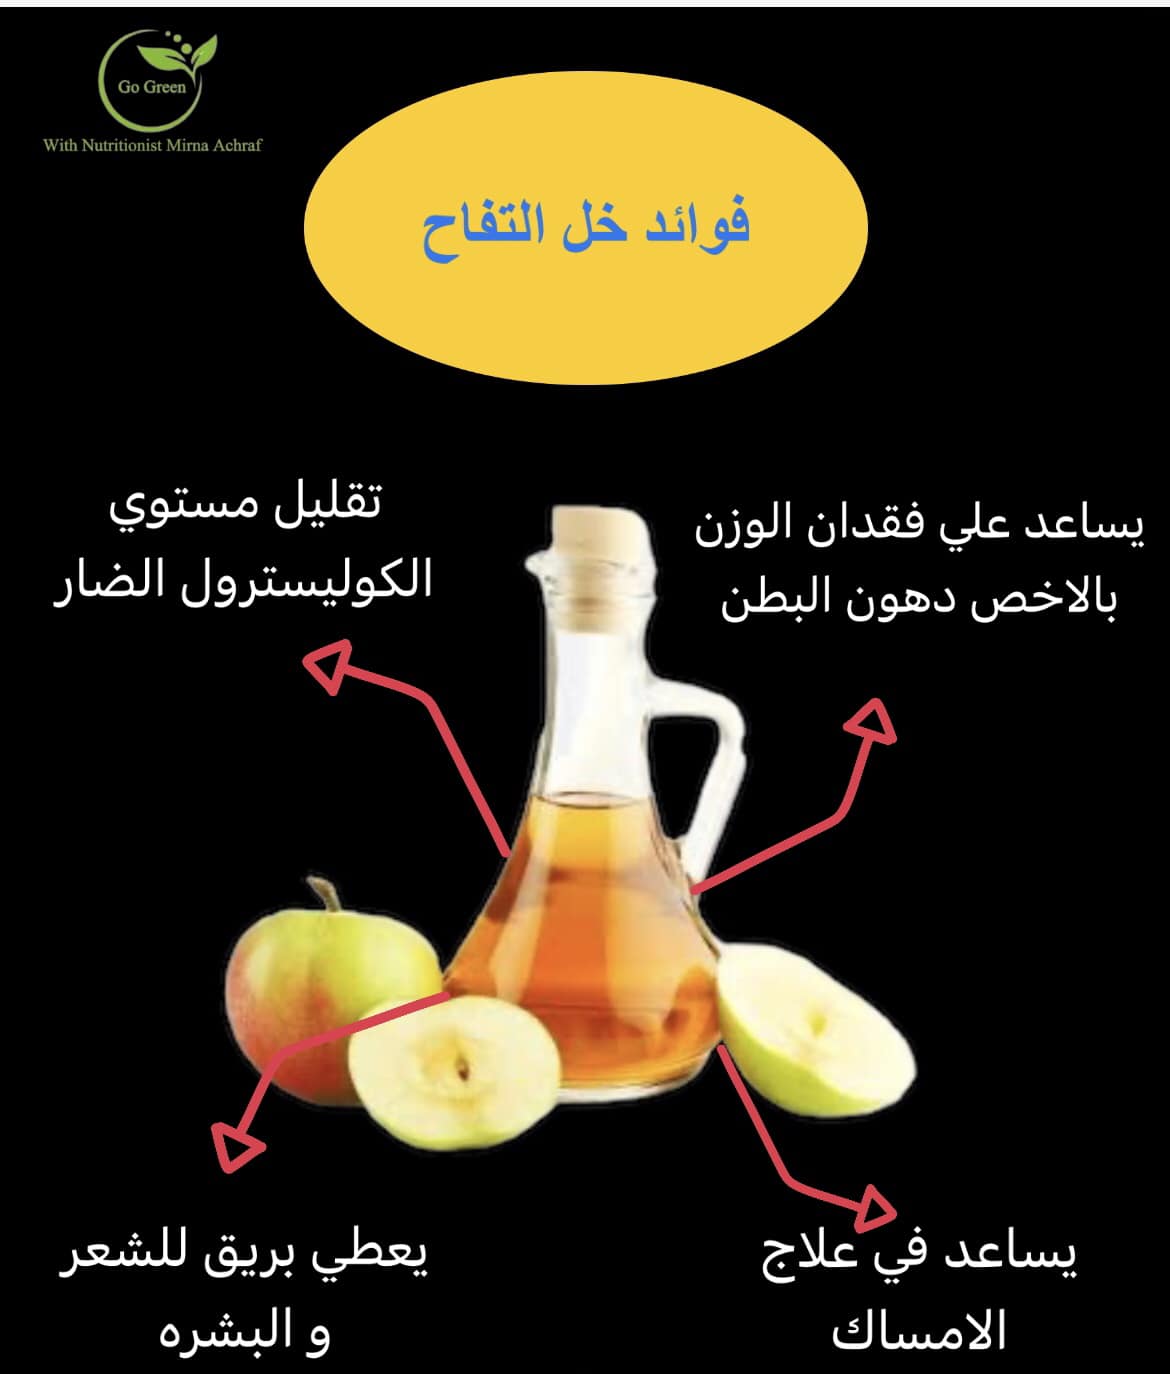 Go Green
With Nutritionist Mirna Achraf
فوائد خل التفاح
يساعد علي فقدان الوزن
بالاخص دهون البطن
تقليل مستوي
الكوليسترول الضار
يساعد في علاج
الامساك
يعطي بريق للشعر
و البشره